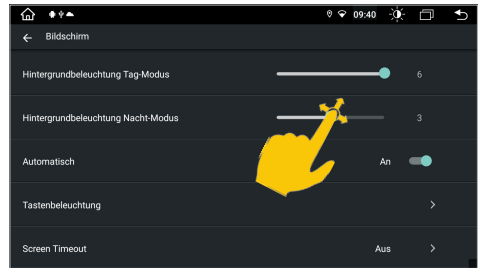 09:40
Bildschirm
Hintergrundbeleuchtung Tag-Modus 6
Hintergrundbeleuchtung Nacht-Modus 3
Automatisch An
Tastenbeleuchtung
Screen Timeout Aus